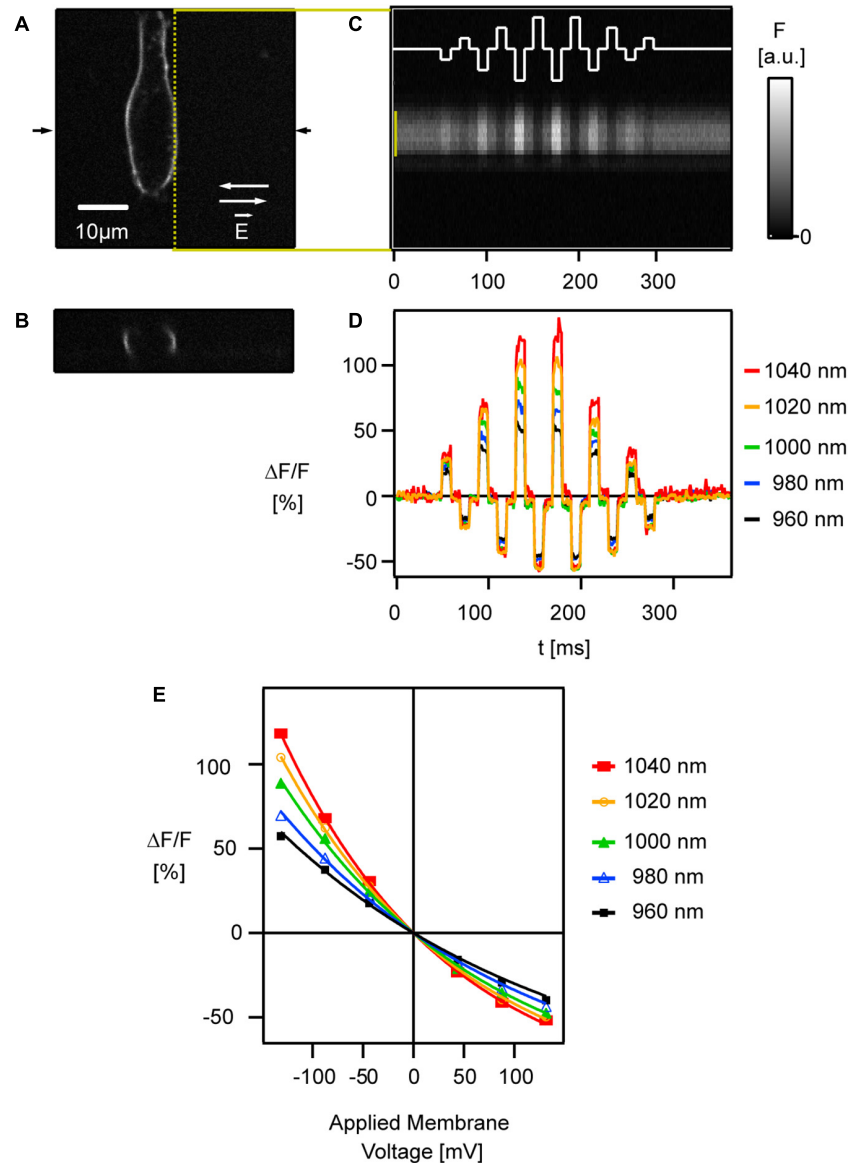 A
C
F
[a.u.]
10µm
E
0
0
100
200
300
B
D
100
50
0
-50
ΔF/F
[%]
0
100
200
300
t [ms]
1040 nm
1020 nm
1000 nm
980 nm
960 nm
E
100
50
0
-50
ΔF/F
[%]
-100
-50
0
50
100
Applied Membrane
Voltage [mV]
1040 nm
1020 nm
1000 nm
980 nm
960 nm